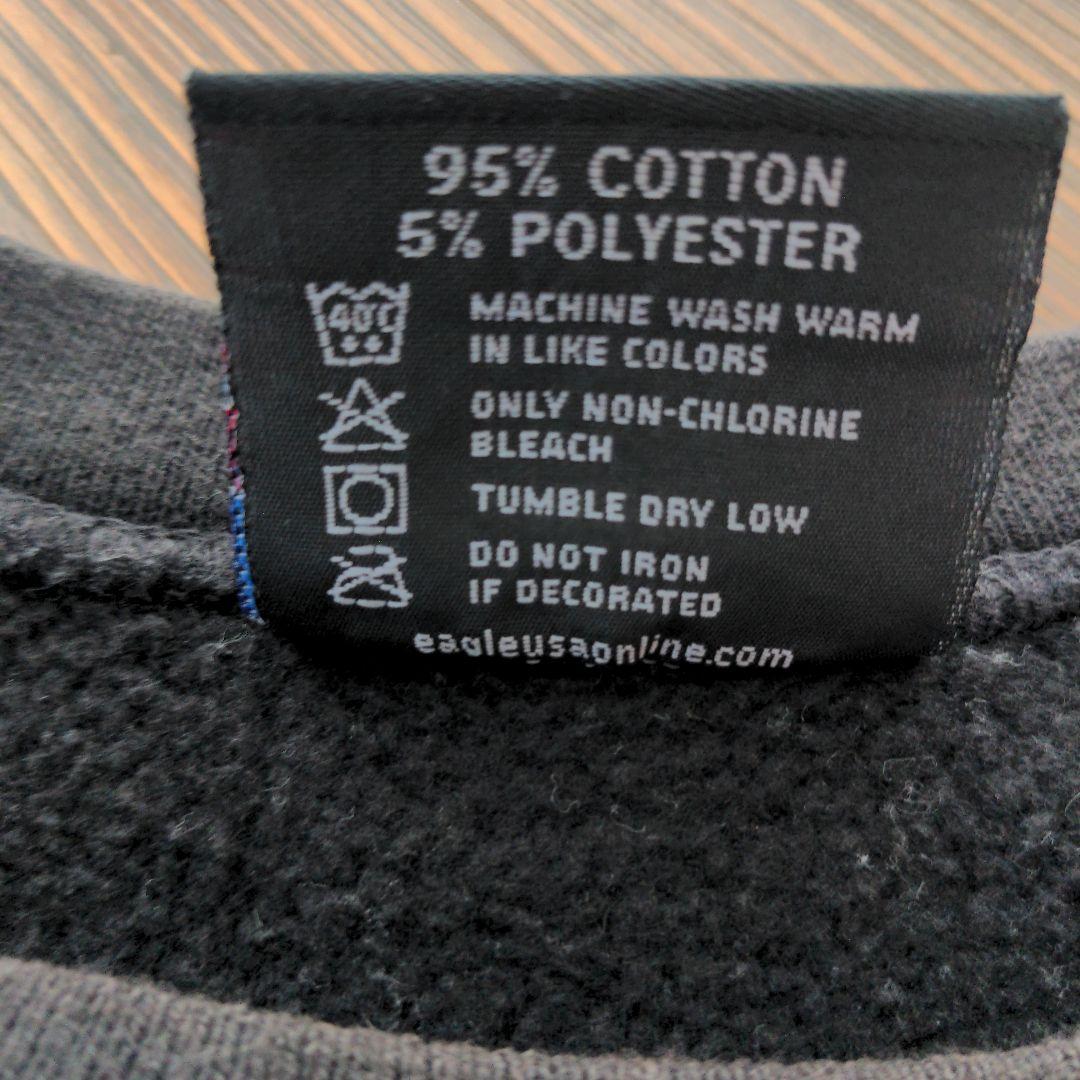 95% COTTON
5% POLYESTER
40C
MACHINE WASH WARM
IN LIKE COLORS
ONLY NON-CHLORINE
BLEACH
TUMBLE DRY LOW
DO NOT IRON
IF DECORATED
eagleusaonline.com